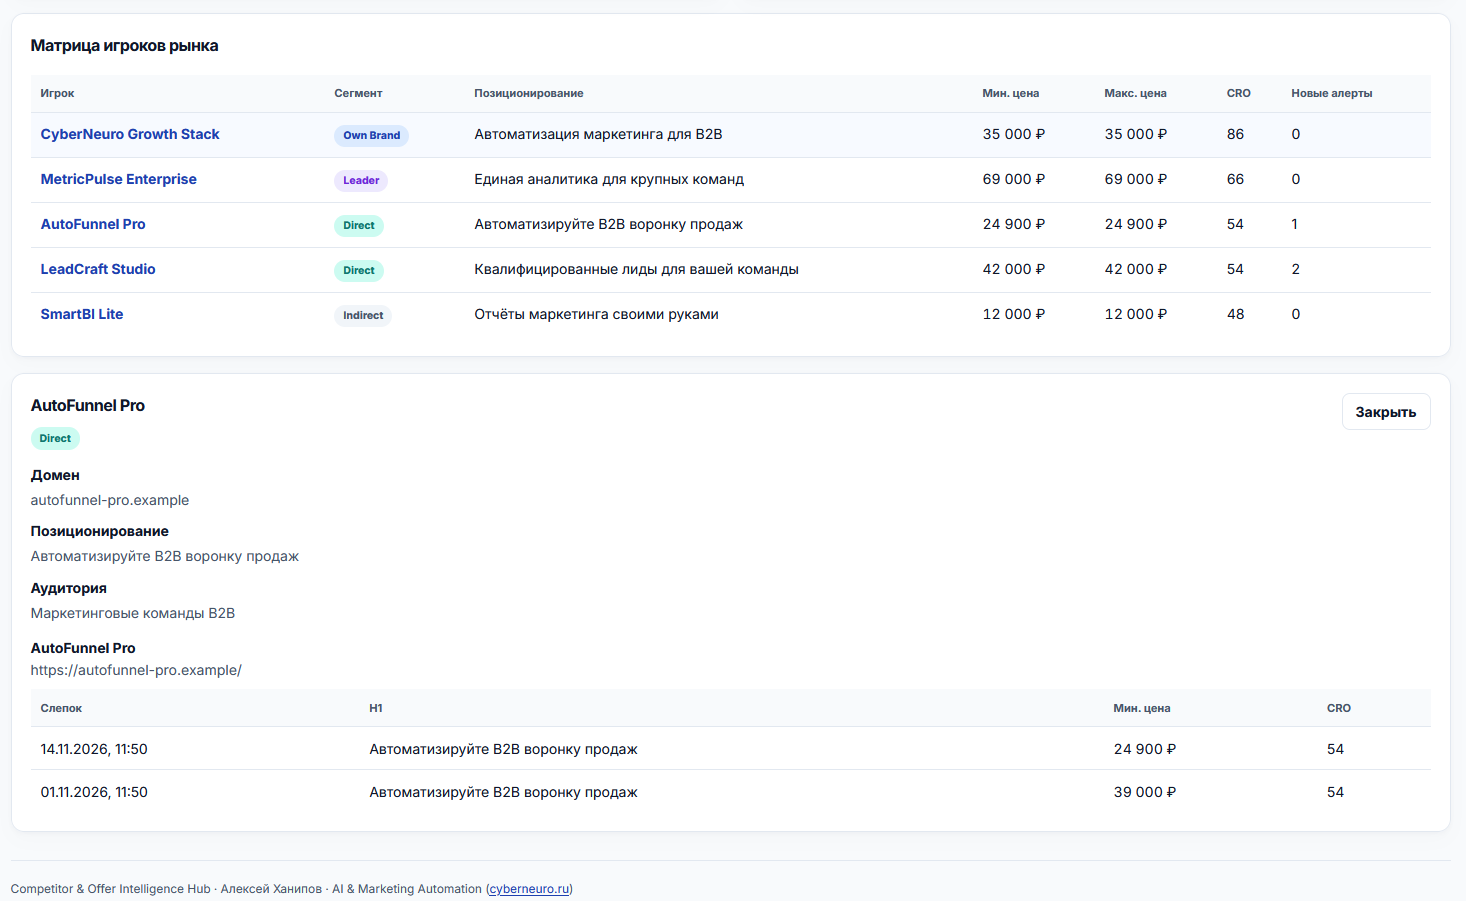 Матрица игроков рынка
Игрок Сегмент Позиционирование Мин. цена Макс. цена CRO Новые алерты
CyberNeuro Growth Stack Own Brand Автоматизация маркетинга для B2B 35 000 ₽ 35 000 ₽ 86 0
MetricPulse Enterprise Leader Единая аналитика для крупных команд 69 000 ₽ 69 000 ₽ 66 0
AutoFunnel Pro Direct Автоматизируйте B2B воронку продаж 24 900 ₽ 24 900 ₽ 54 1
LeadCraft Studio Direct Квалифицированные лиды для вашей команды 42 000 ₽ 42 000 ₽ 54 2
SmartBI Lite Indirect Отчёты маркетинга своими руками 12 000 ₽ 12 000 ₽ 48 0
AutoFunnel Pro Закрыть
Direct
Домен
autofunnel-pro.example
Позиционирование
Автоматизируйте B2B воронку продаж
Аудитория
Маркетинговые команды B2B
AutoFunnel Pro
https://autofunnel-pro.example/
Слепок H1 Мин. цена CRO
14.11.2026, 11:50 Автоматизируйте B2B воронку продаж 24 900 ₽ 54
01.11.2026, 11:50 Автоматизируйте B2B воронку продаж 39 000 ₽ 54
Competitor & Offer Intelligence Hub · Алексей Ханипов · AI & Marketing Automation (cyberneuro.ru)